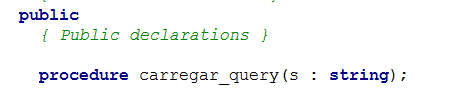 public
{ Public declarations }
procedure carregar_query(s : string);